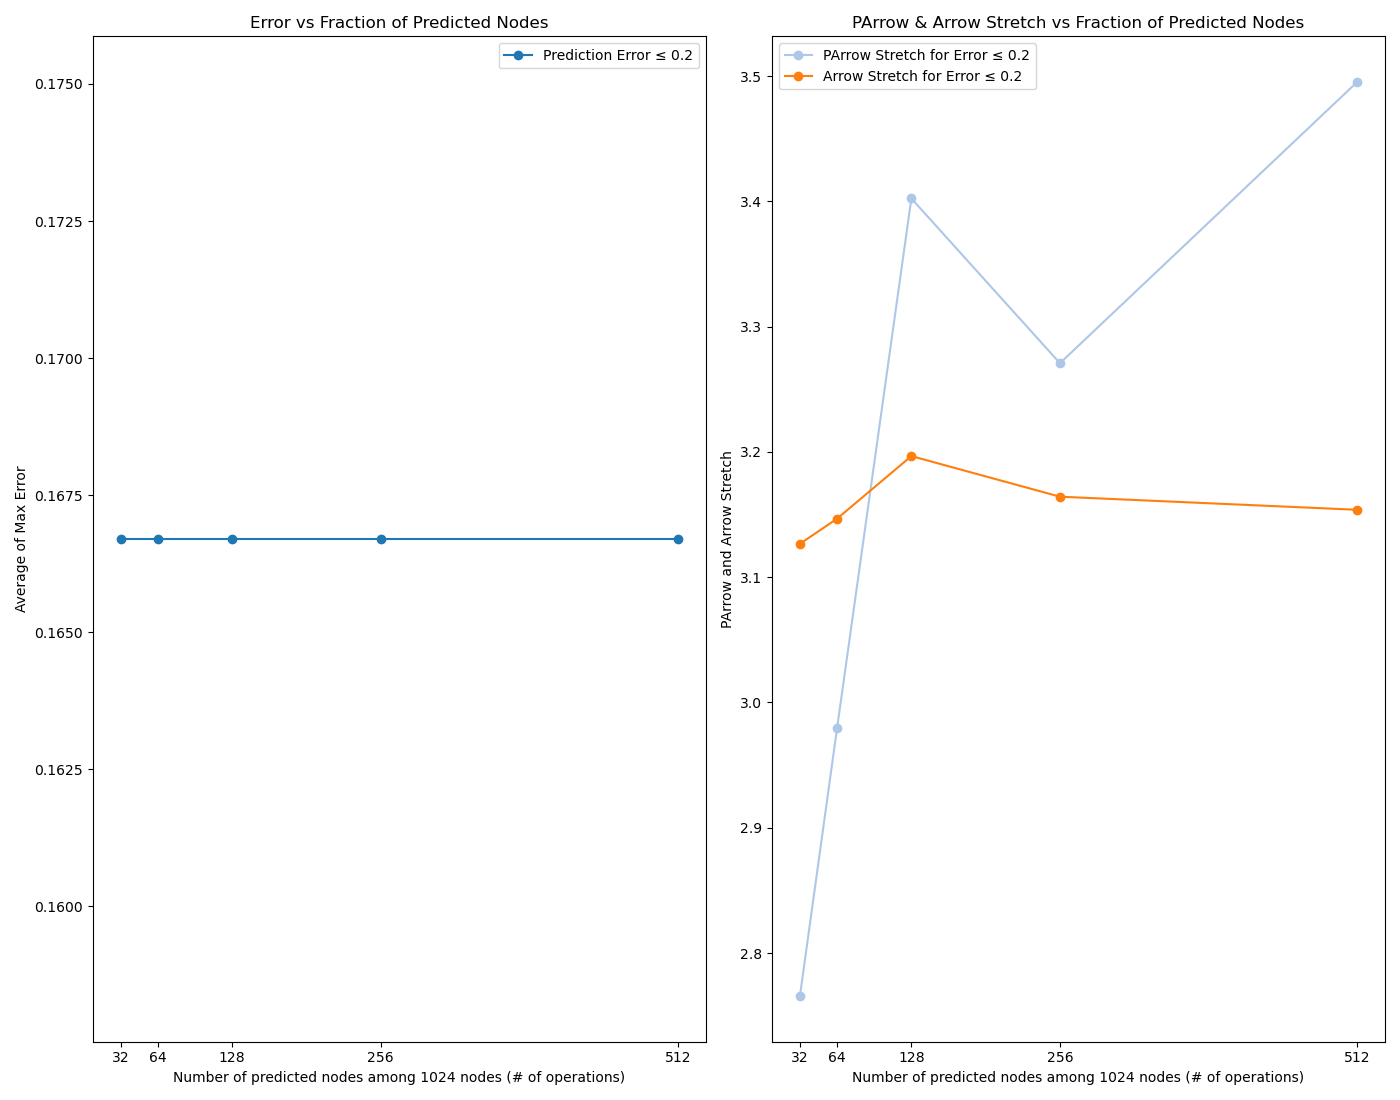 Error vs Fraction of Predicted Nodes
Prediction Error ≤ 0.2
0.1750
0.1725
0.1700
0.1675
0.1650
0.1625
0.1600
Average of Max Error
32 64 128 256 512
Number of predicted nodes among 1024 nodes (# of operations)
PArrow & Arrow Stretch vs Fraction of Predicted Nodes
PArrow Stretch for Error ≤ 0.2
Arrow Stretch for Error ≤ 0.2
3.5
3.4
3.3
3.2
3.1
3.0
2.9
2.8
PArrow and Arrow Stretch
32 64 128 256 512
Number of predicted nodes among 1024 nodes (# of operations)